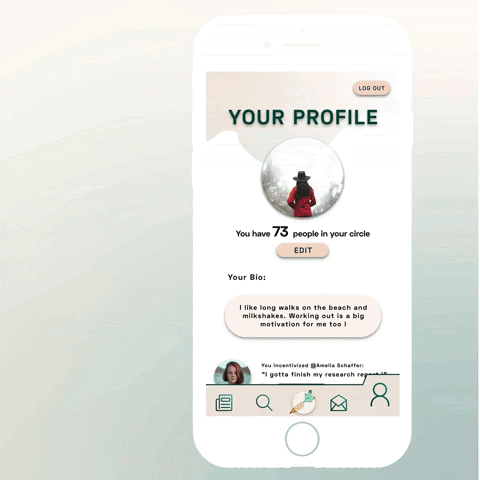 LOG OUT
YOUR PROFILE
You have 73 people in your circle
EDIT
Your Bio:
I like long walks on the beach and
milkshakes. Working out is a big
motivation for me too !
You incentivized @Amelia Schaffer:
"I gotta finish my research report !"